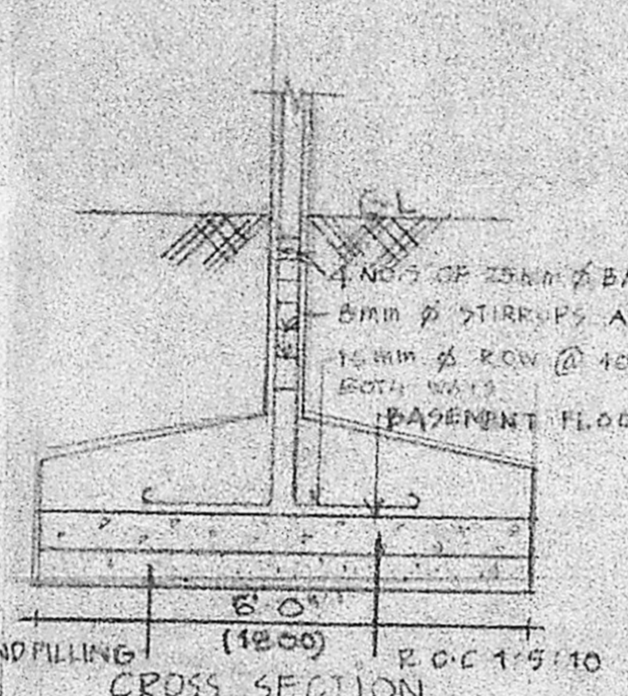 G.L
4 NO'S OF 25MM Ø BA
8mm Ø STIRRUPS A
16mm Ø ROW @ 40
BOTH WAYS
BASEMENT FLOO
6'0"
(1800)
ND FILLING
R.C.C 1:5:10
CROSS SECTION